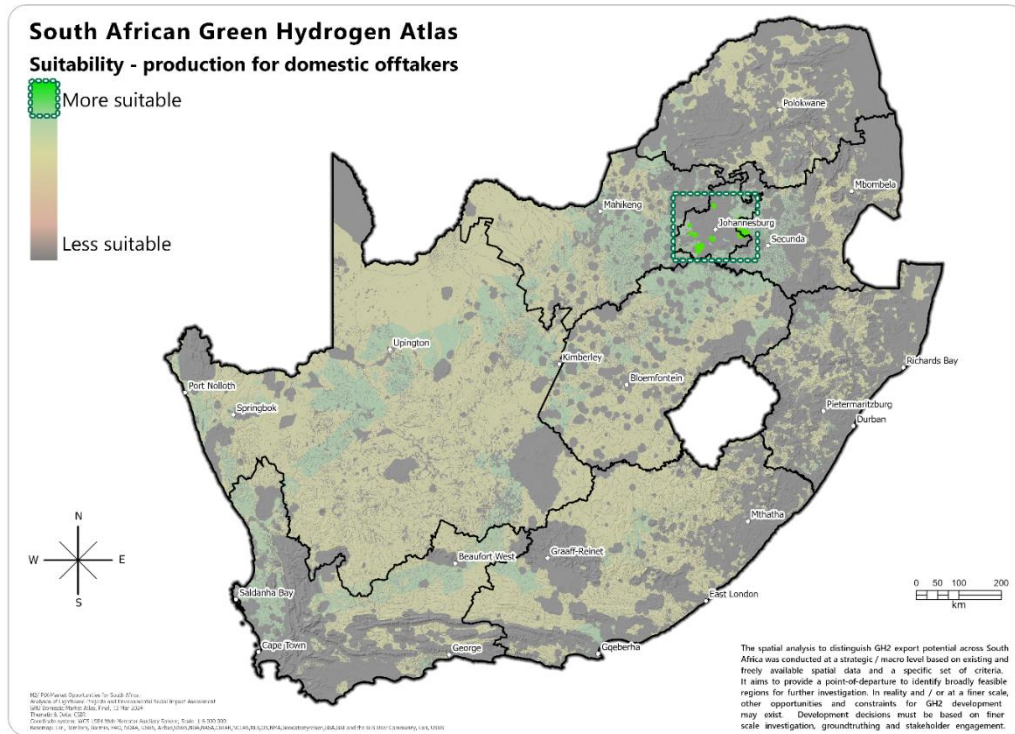 South African Green Hydrogen Atlas
Suitability - production for domestic offtakers
More suitable
Less suitable
Polokwane
Mbombela
Mahikeng
Johannesburg
Secunda
Upington
Kimberley
Richards Bay
Bloemfontein
Port Nolloth
Springbok
Pietermaritzburg
Durban
Mthatha
Beaufort West
Graaff-Reinet
Saldanha Bay
East London
Cape Town
George
Gqeberha
N
W E
S
0 50 100 200
km
The spatial analysis to distinguish GH2 export potential across South
Africa was conducted at a strategic / macro level based on existing and
freely available spatial data and a specific set of criteria.
It aims to provide a point-of-departure to identify broadly feasible
regions for further investigation. In reality and / or at a finer scale,
other opportunities and constraints for GH2 development
may exist. Development decisions must be based on finer
scale investigation, groundtruthing and stakeholder engagement.
Market Opportunities for South Africa